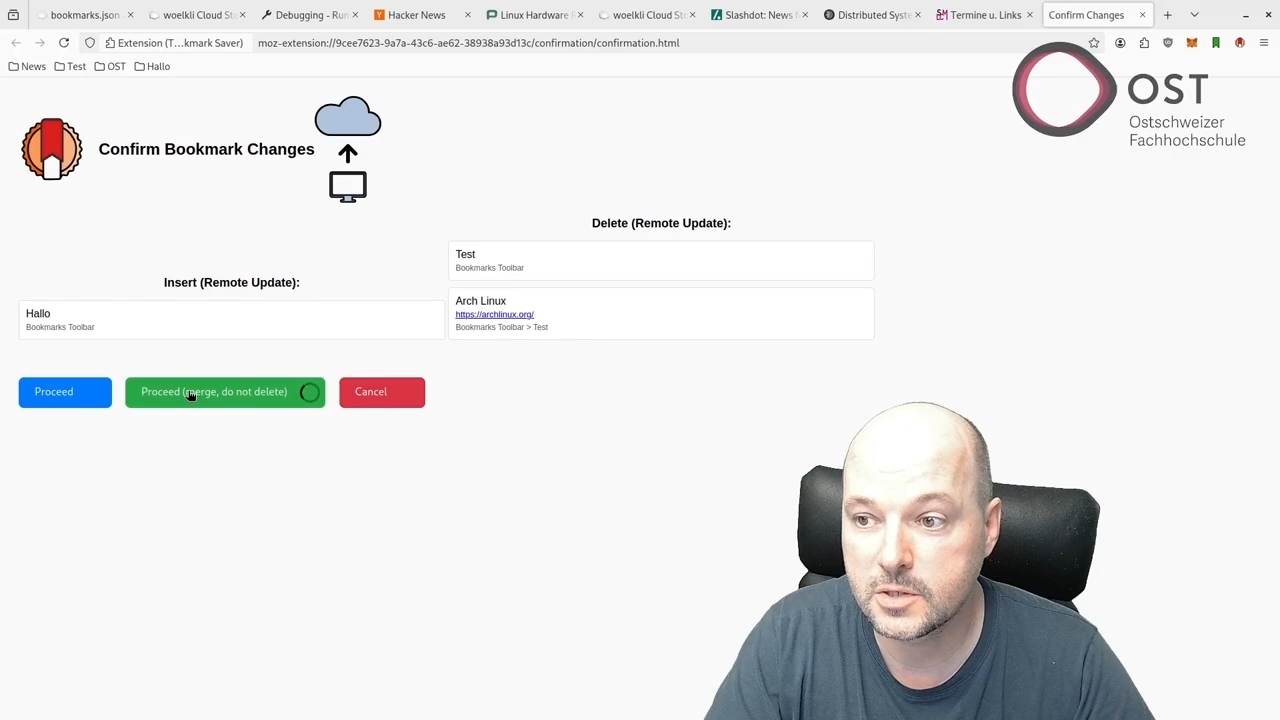 bookmarks.json
woelkli Cloud Sto
Debugging - Run
Hacker News
Linux Hardware R
woelkli Cloud Sto
Slashdot: News f
Distributed Syste
Termine u. Links
Confirm Changes
Extension (T…kmark Saver)
moz-extension://9cee7623-9a7a-43c6-ae62-38938a93d13c/confirmation/confirmation.html
News
Test
OST
Hallo
OST
Ostschweizer
Fachhochschule
Confirm Bookmark Changes
Insert (Remote Update):
Hallo
Bookmarks Toolbar
Delete (Remote Update):
Test
Bookmarks Toolbar
Arch Linux
https://archlinux.org/
Bookmarks Toolbar > Test
Proceed
Proceed (merge, do not delete)
Cancel